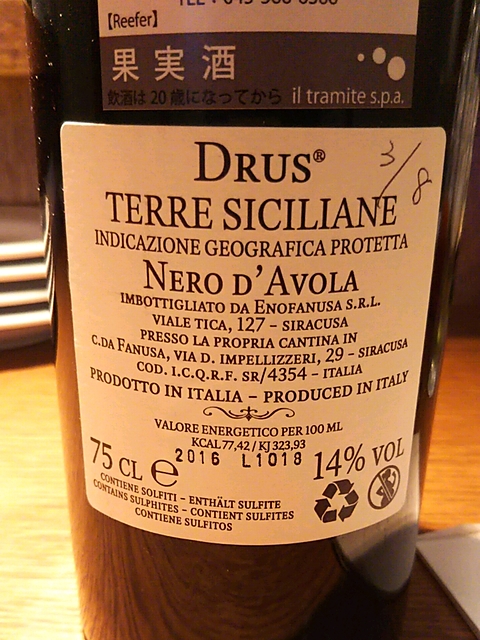 TEL：045-506-0500
【Reefer】
果実酒
飲酒は20歳になってから il tramite s.p.a.
DRUS®
3/8
TERRE SICILIANE
INDICAZIONE GEOGRAFICA PROTETTA
NERO D'AVOLA
IMBOTTIGLIATO DA ENOFANUSA S.R.L.
VIALE TICA, 127 – SIRACUSA
PRESSO LA PROPRIA CANTINA IN
C.DA FANUSA, VIA D. IMPELLIZZERI, 29 – SIRACUSA
COD. I.C.Q.R.F. SR/4354 – ITALIA
PRODOTTO IN ITALIA – PRODUCED IN ITALY
VALORE ENERGETICO PER 100 ML
KCAL 77,42 / KJ 323,93
2016 L1018
75 CL e 14% VOL
CONTIENE SOLFITI – ENTHÄLT SULFITE
CONTAINS SULPHITES – CONTIENT SULFITES
CONTIENE SULFITOS